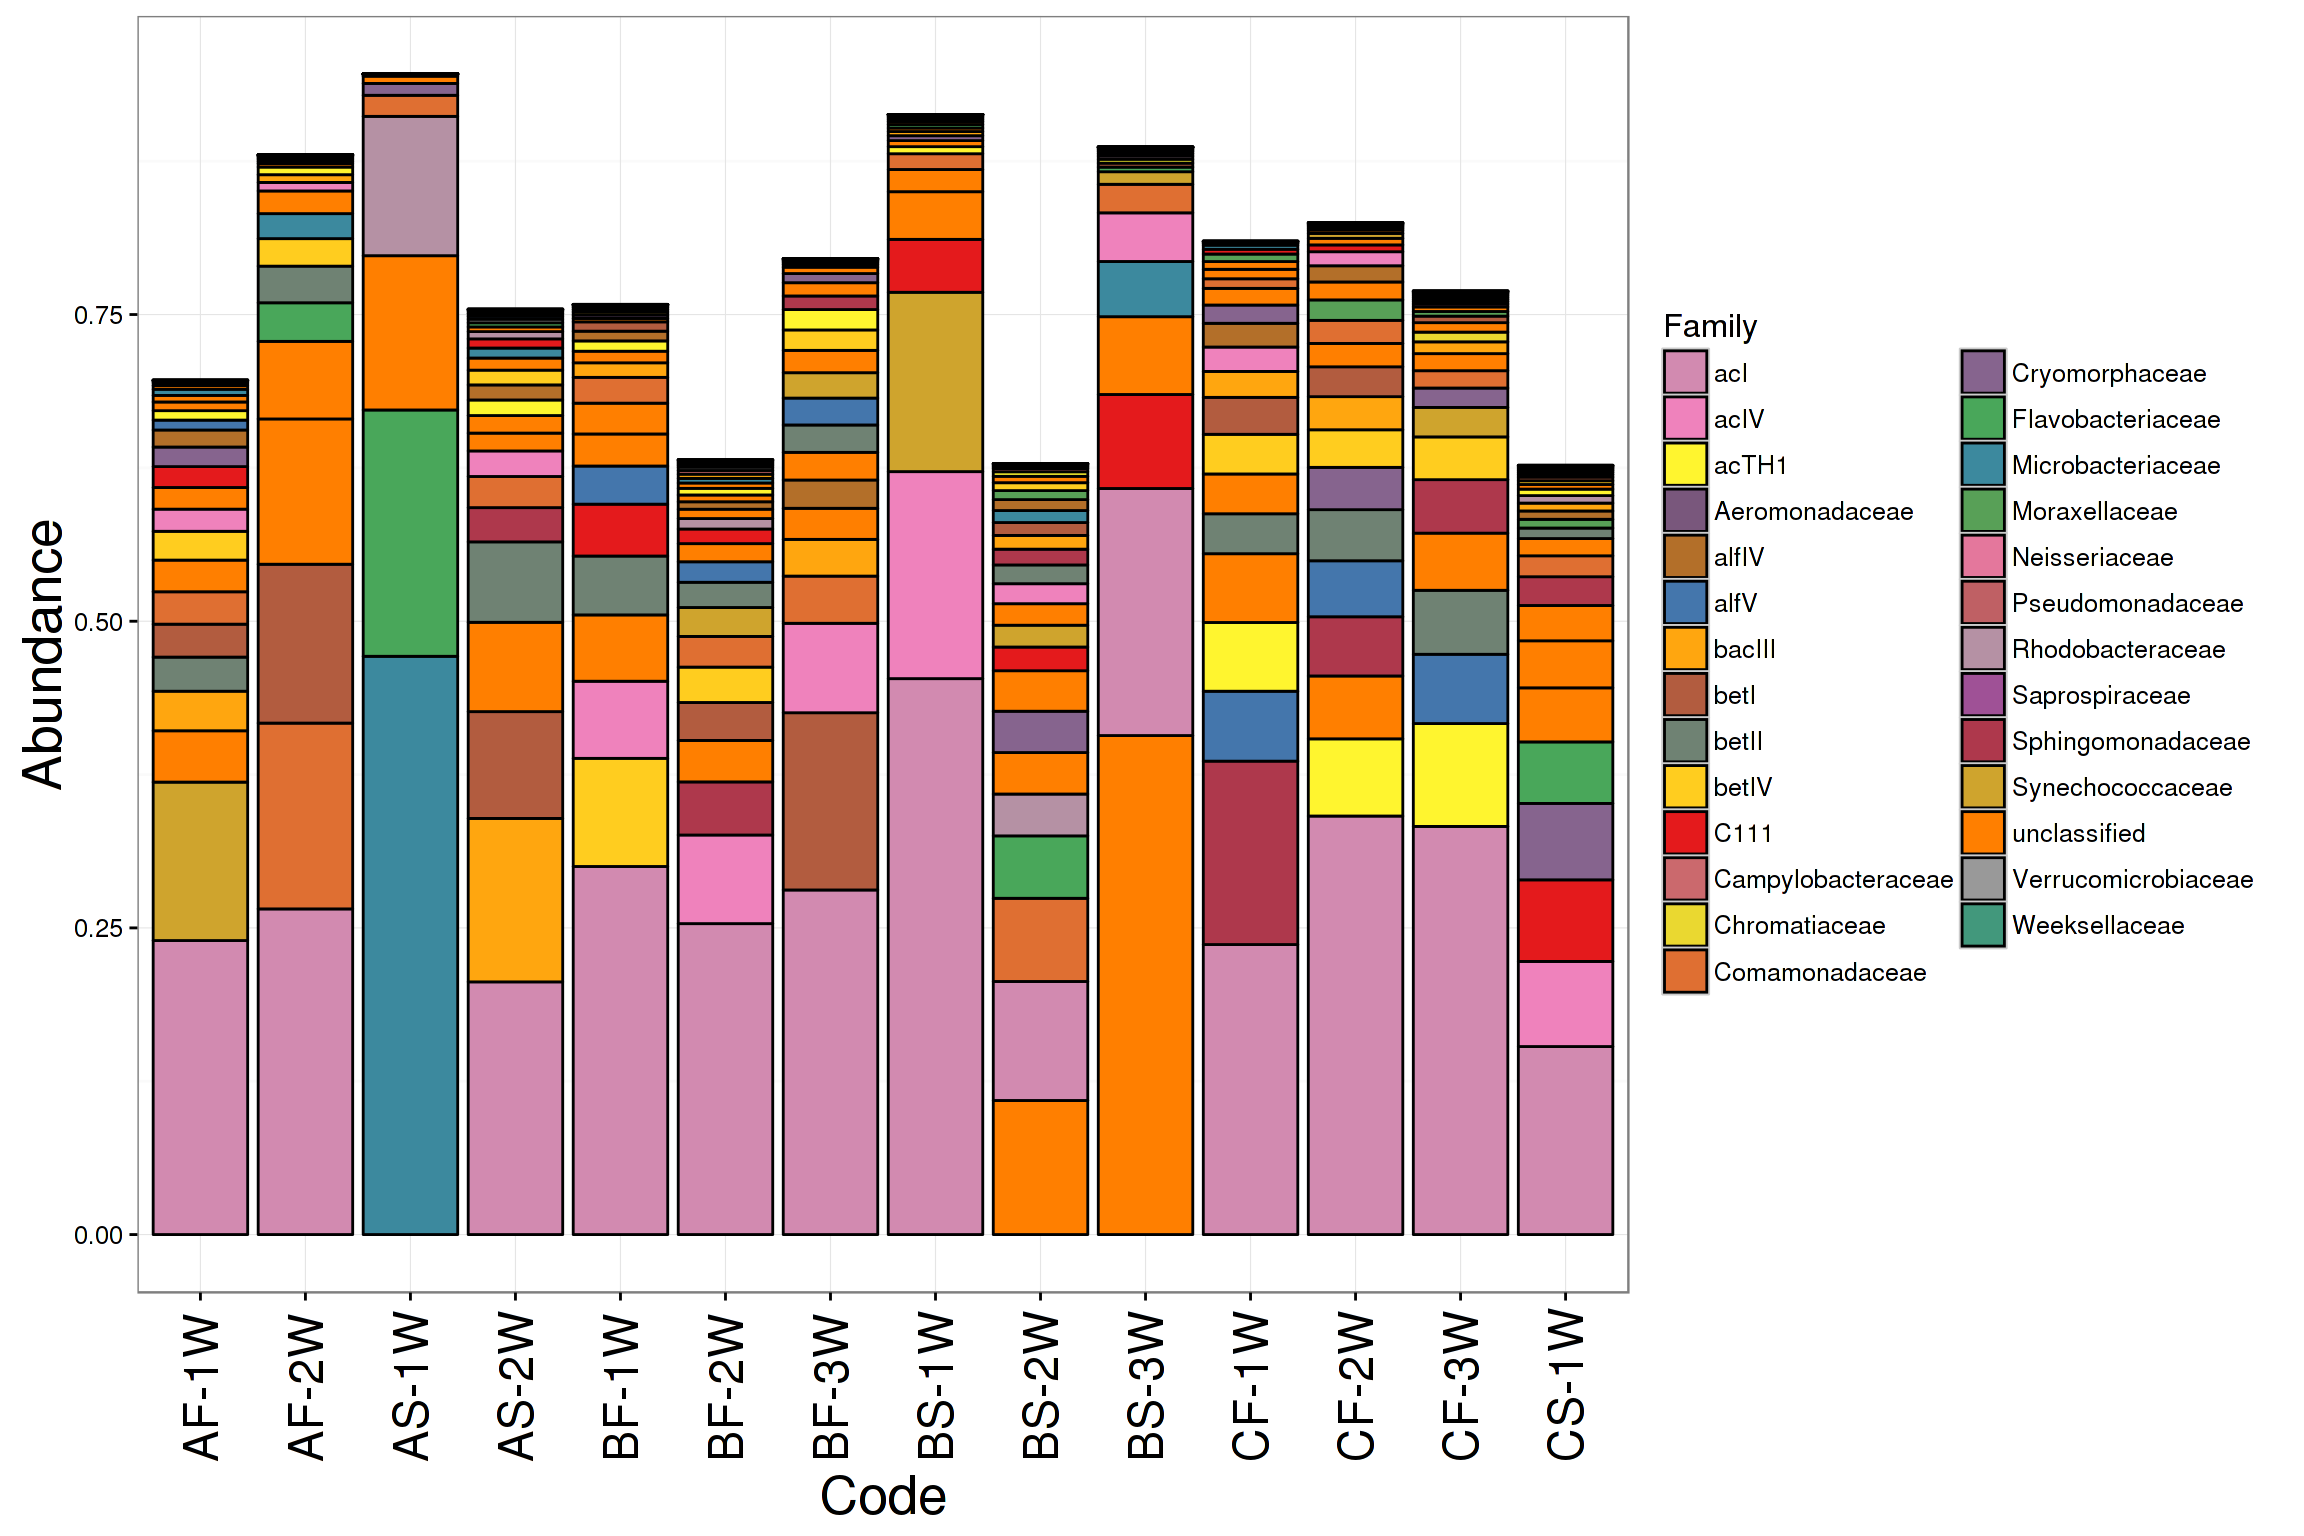 Abundance
0.75
0.50
0.25
0.00
AF-1W
AF-2W
AS-1W
AS-2W
BF-1W
BF-2W
BF-3W
BS-1W
BS-2W
BS-3W
CF-1W
CF-2W
CF-3W
CS-1W
Code
Family
acI
acIV
acTH1
Aeromonadaceae
alfIV
alfV
bacIII
betI
betII
betIV
C111
Campylobacteraceae
Chromatiaceae
Comamonadaceae
Cryomorphaceae
Flavobacteriaceae
Microbacteriaceae
Moraxellaceae
Neisseriaceae
Pseudomonadaceae
Rhodobacteraceae
Saprospiraceae
Sphingomonadaceae
Synechococcaceae
unclassified
Verrucomicrobiaceae
Weeksellaceae